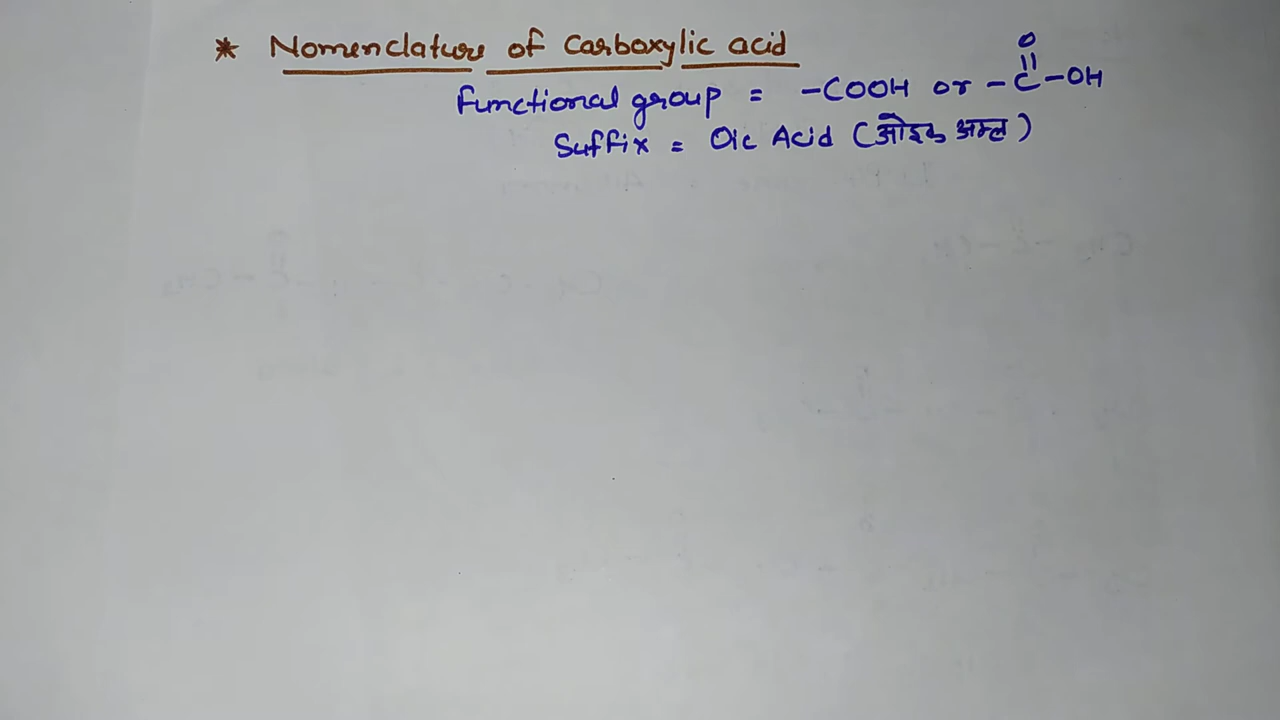 * Nomenclature of Carboxylic acid
Functional group = -COOH or -C-OH
O
Suffix = Oic Acid (ओइक अम्ल)